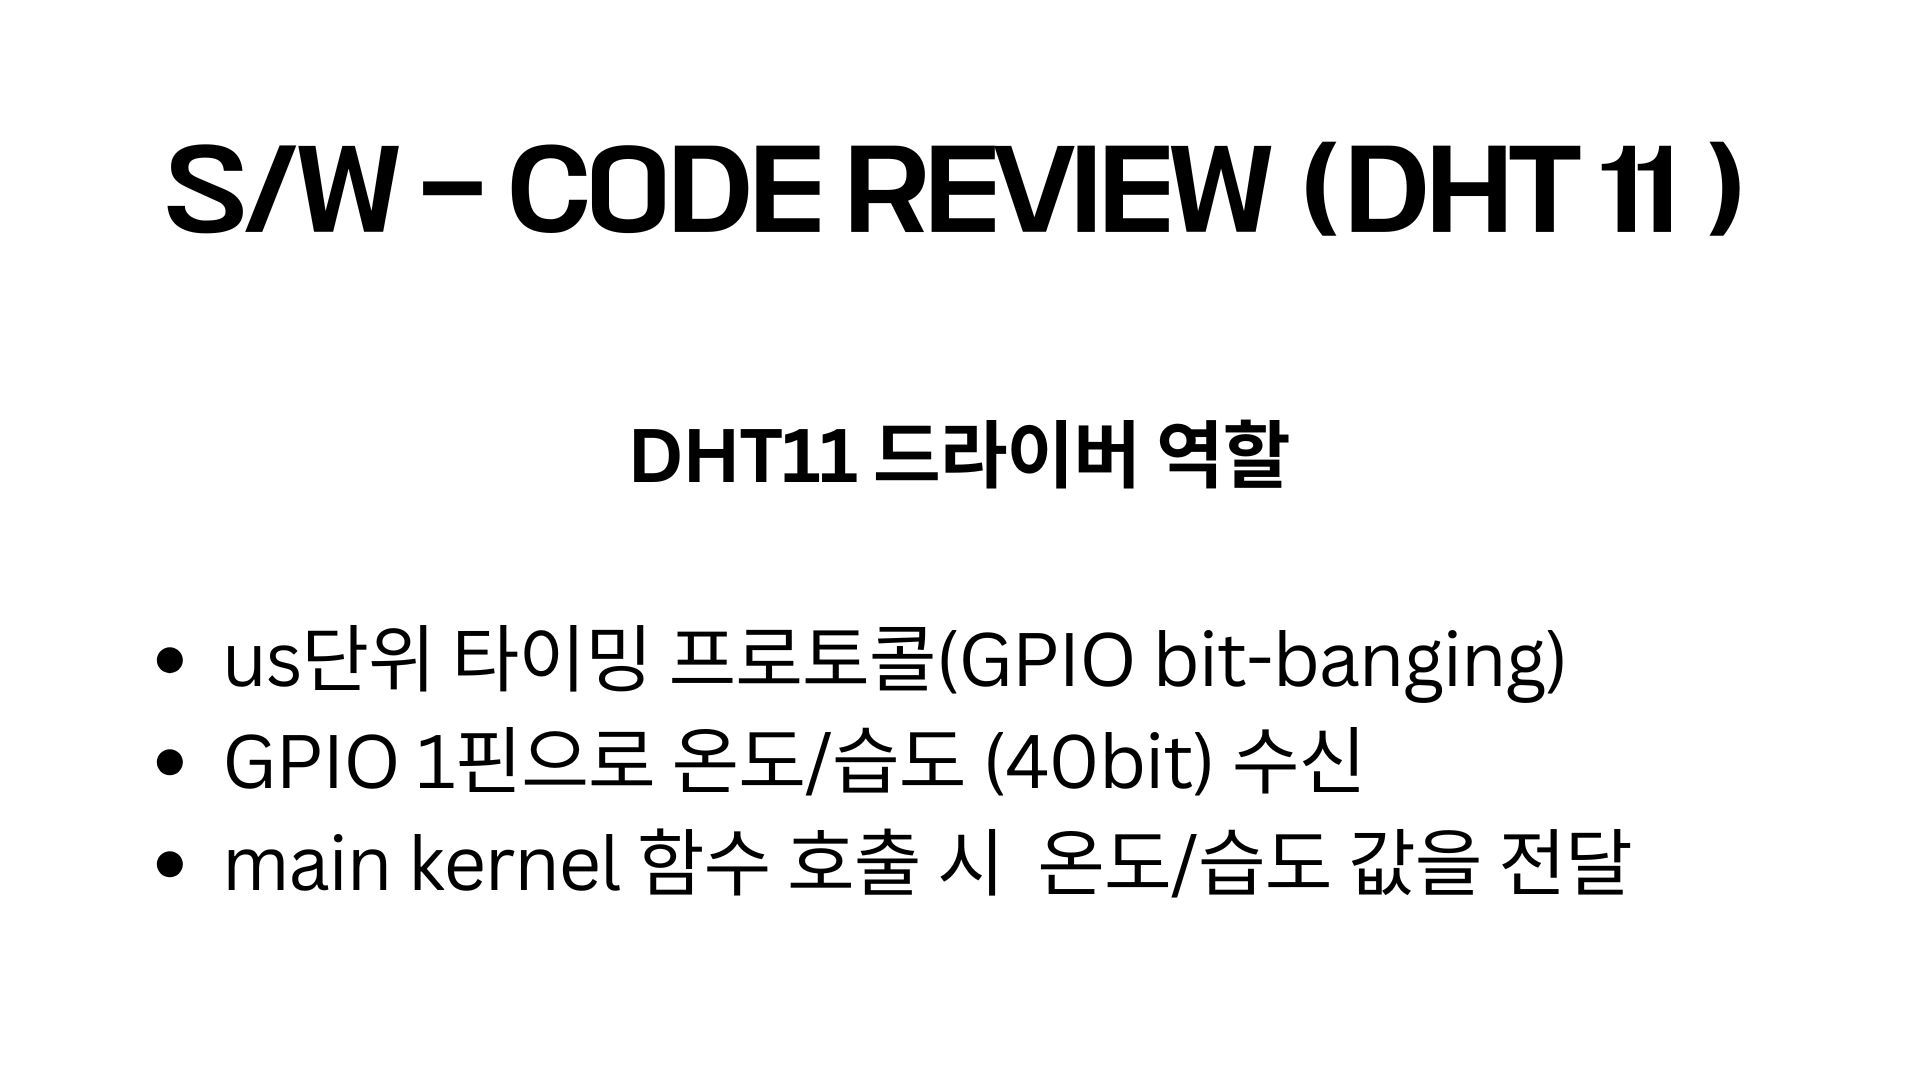 S/W – CODE REVIEW (DHT 11 )
DHT11 드라이버 역할
• us단위 타이밍 프로토콜(GPIO bit-banging)
• GPIO 1핀으로 온도/습도 (40bit) 수신
• main kernel 함수 호출 시  온도/습도 값을 전달